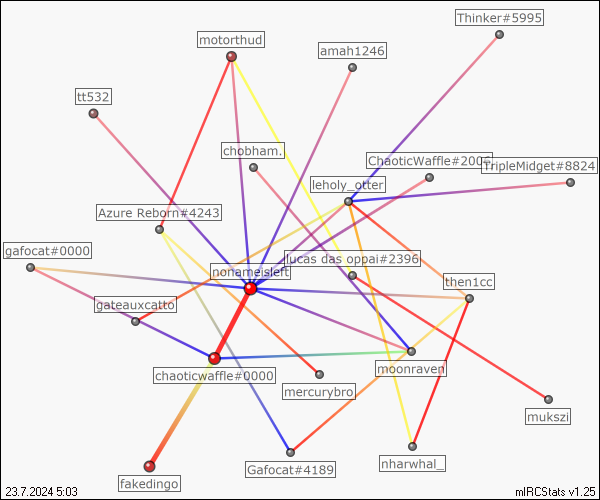 Thinker#5995
motorthud
amah1246
tt532
chobham.
ChaoticWaffle#200
TripleMidget#8824
leholy_otter
Azure Reborn#4243
gafocat#0000
lucas das oppai#2396
nonameisleft
then1cc
gateauxcatto
moonraven
chaoticwaffle#0000
mercurybro
mukszi
Gafocat#4189
nharwhal_
fakedingo
23.7.2024 5:03
mIRCStats v1.25